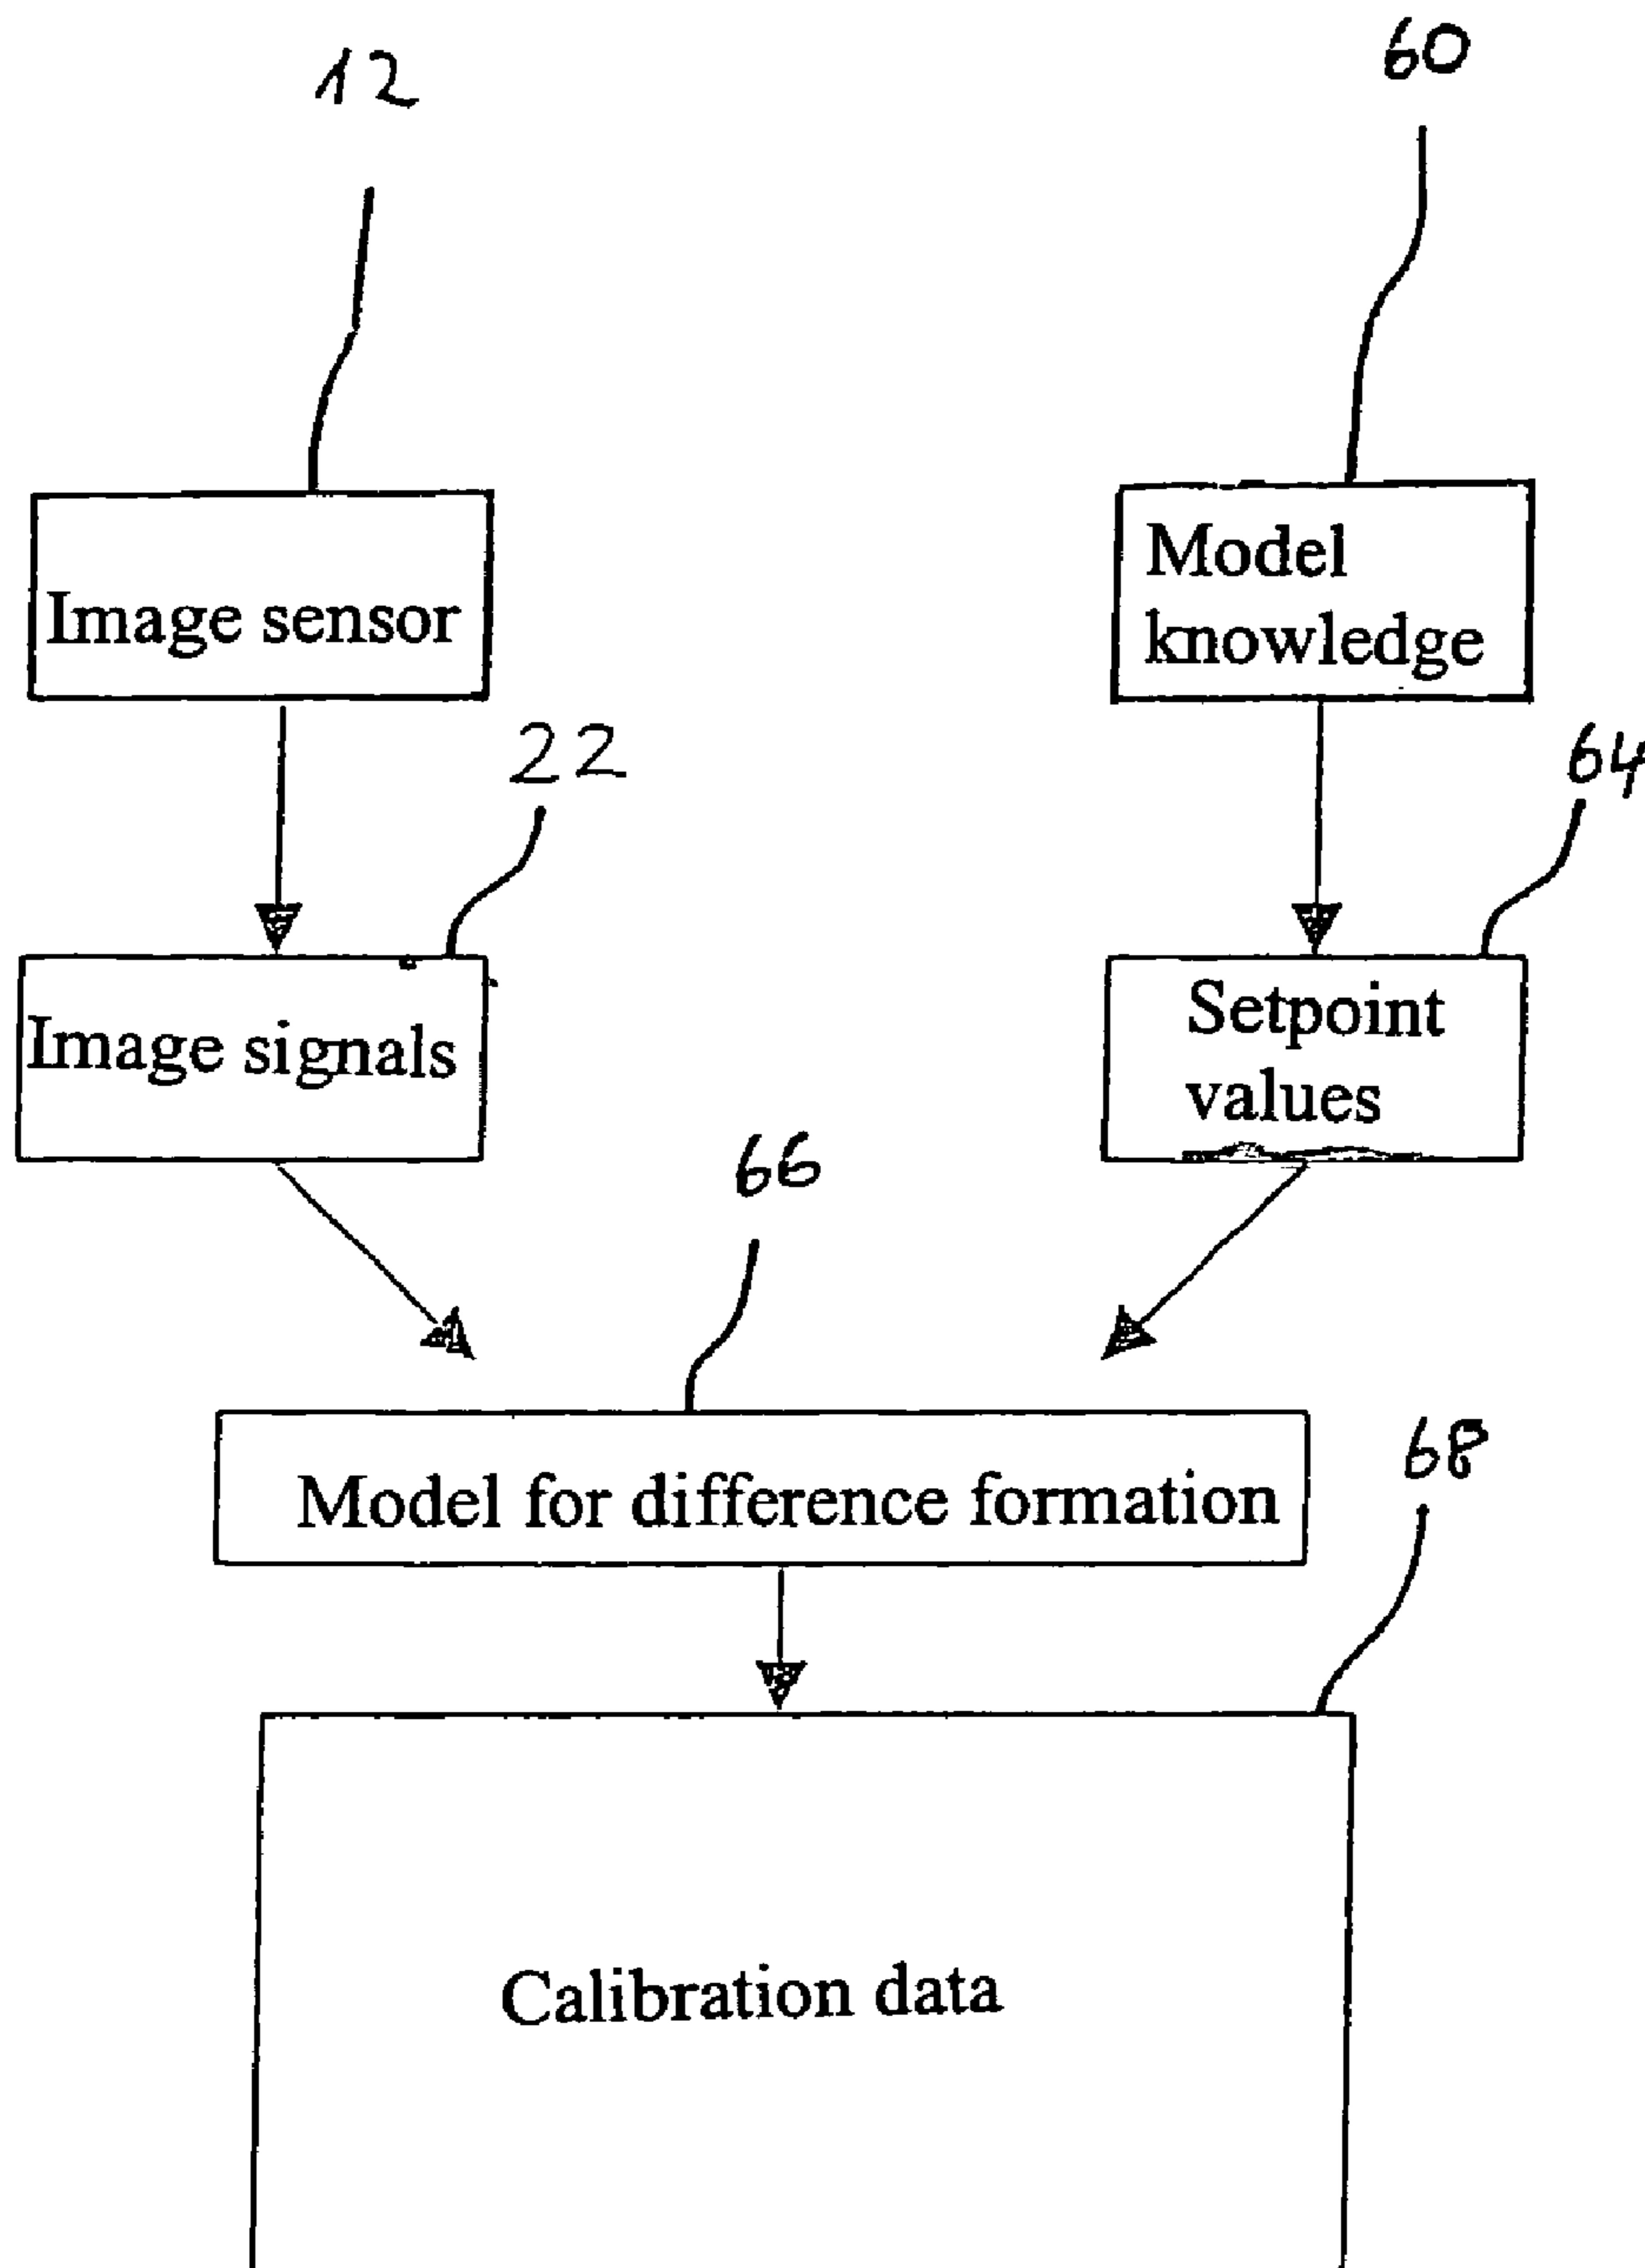 12
60
Image sensor
Model
knowledge
22
64
Image signals
Setpoint
values
66
Model for difference formation
68
Calibration data